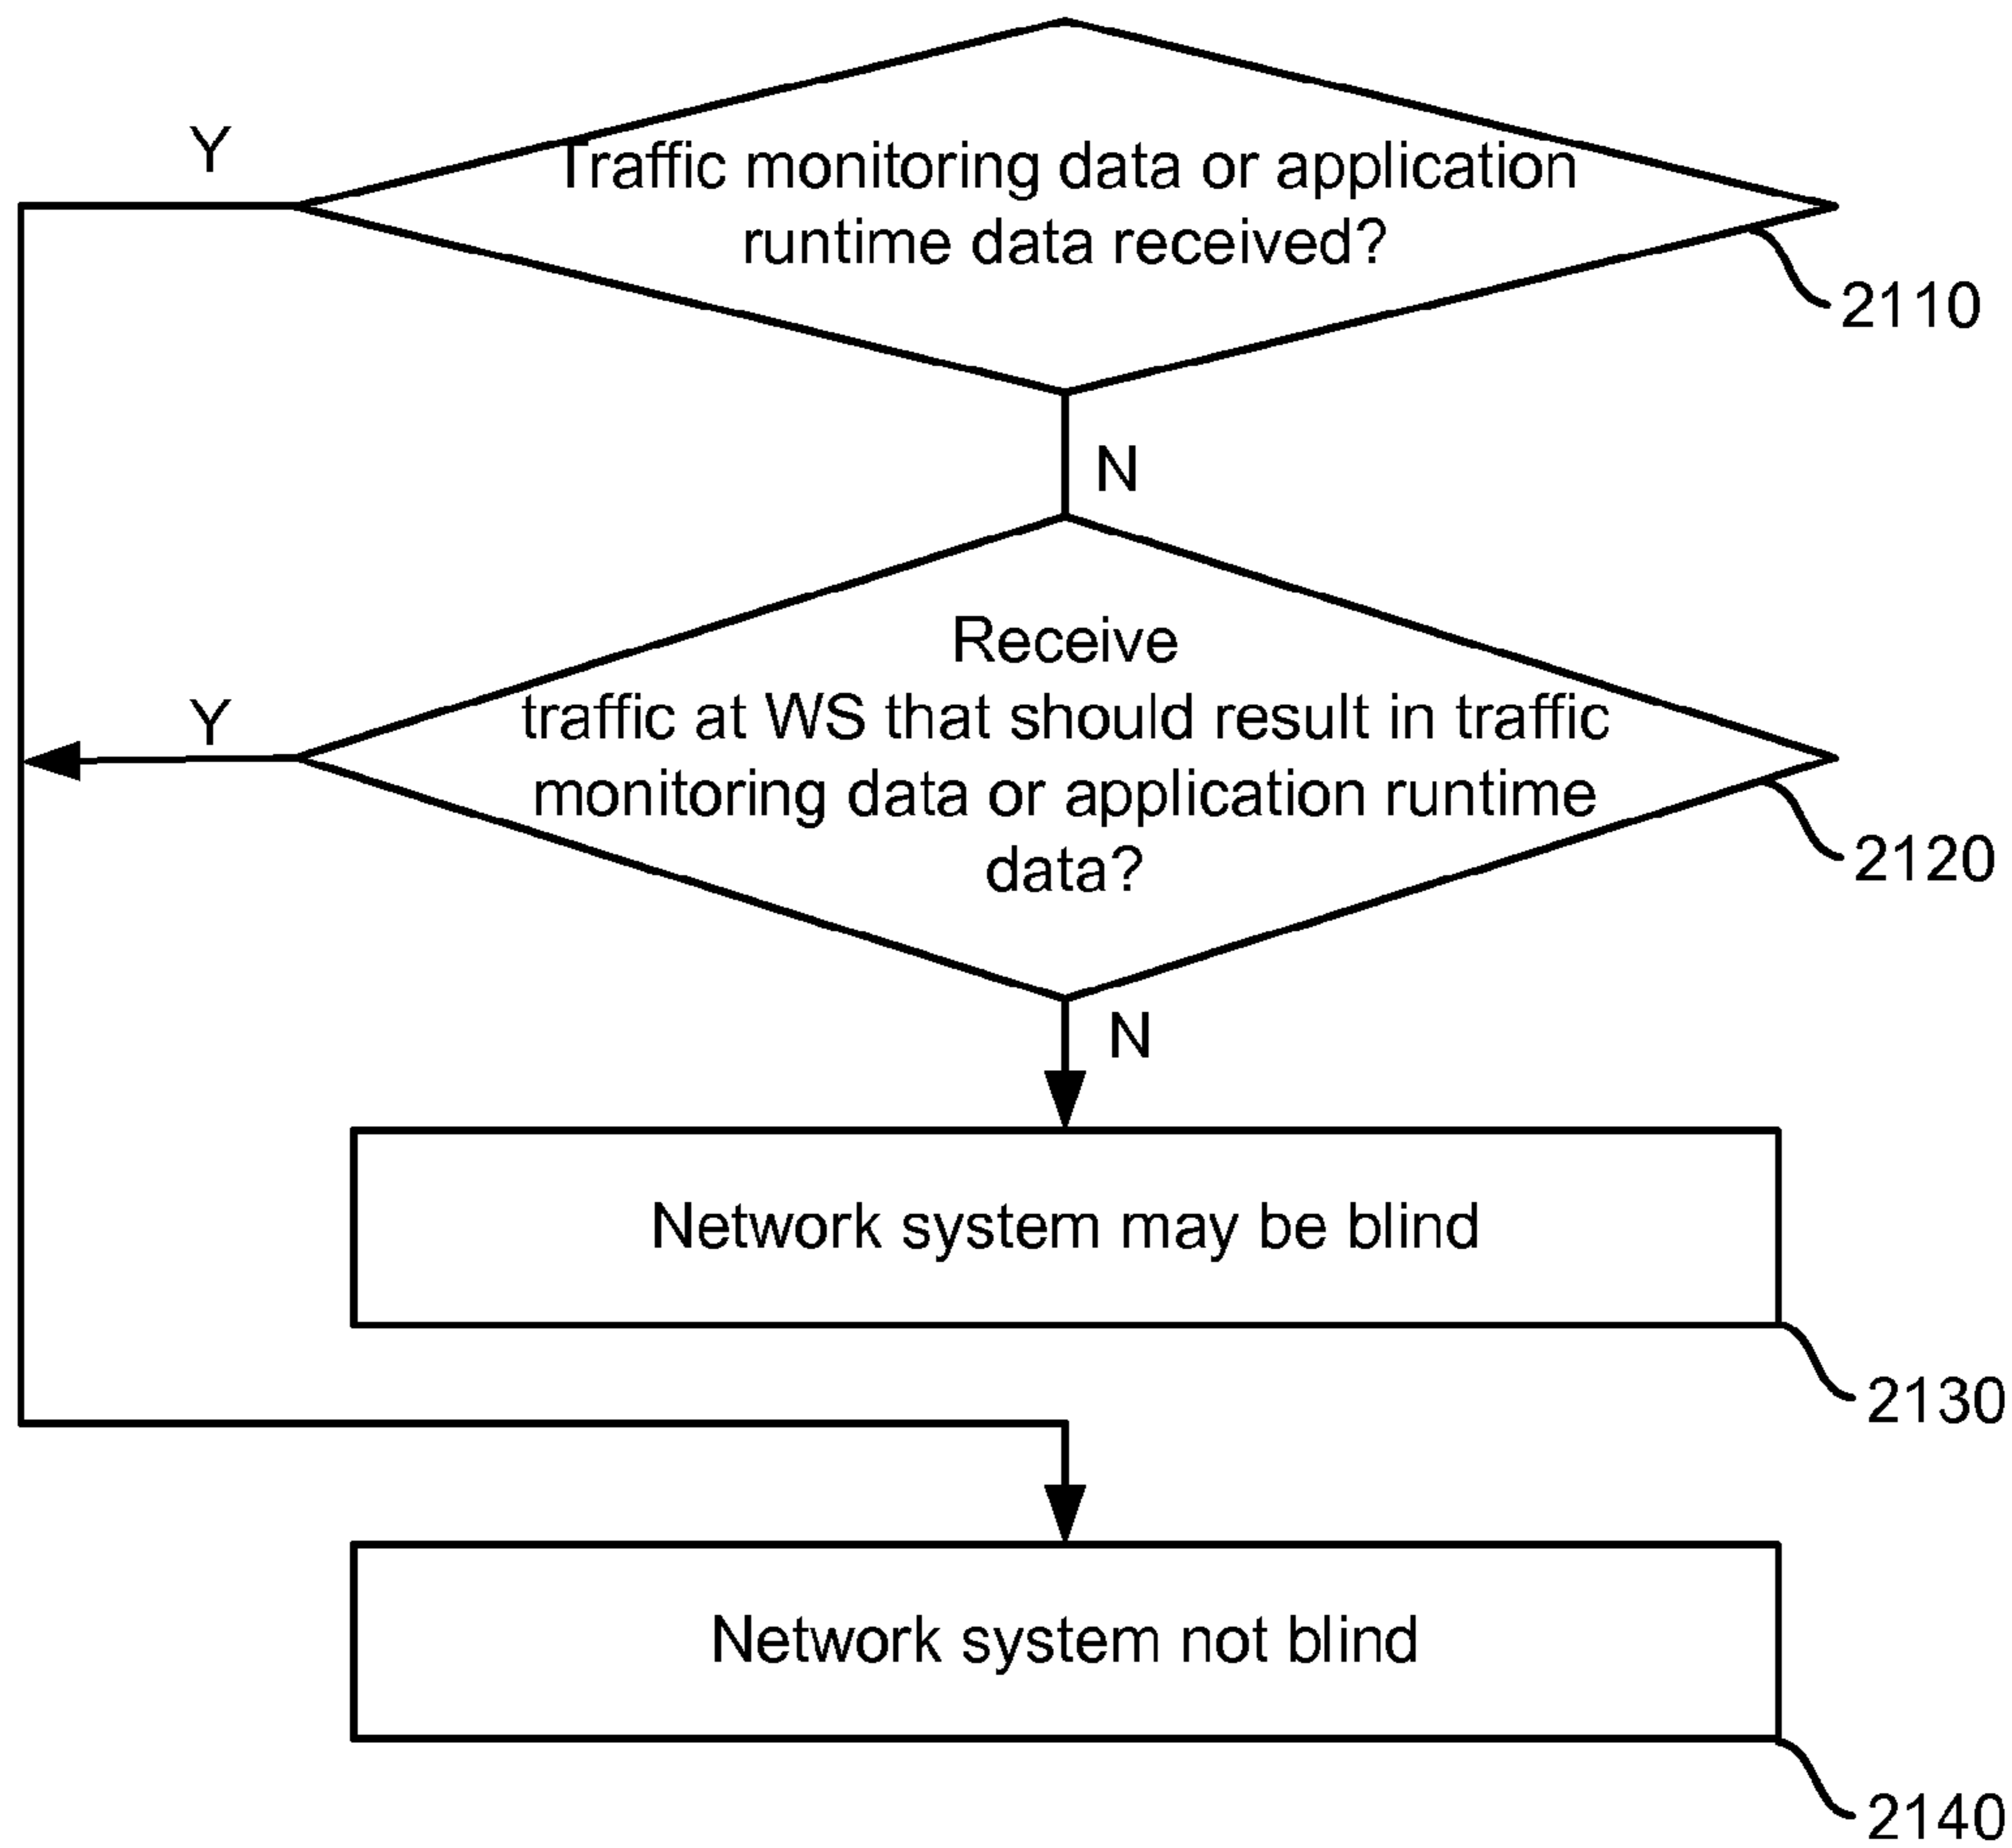 Y
Traffic monitoring data or application
runtime data received?
2110
N
Receive
traffic at WS that should result in traffic
monitoring data or application runtime
data?
Y
2120
N
Network system may be blind
2130
Network system not blind
2140